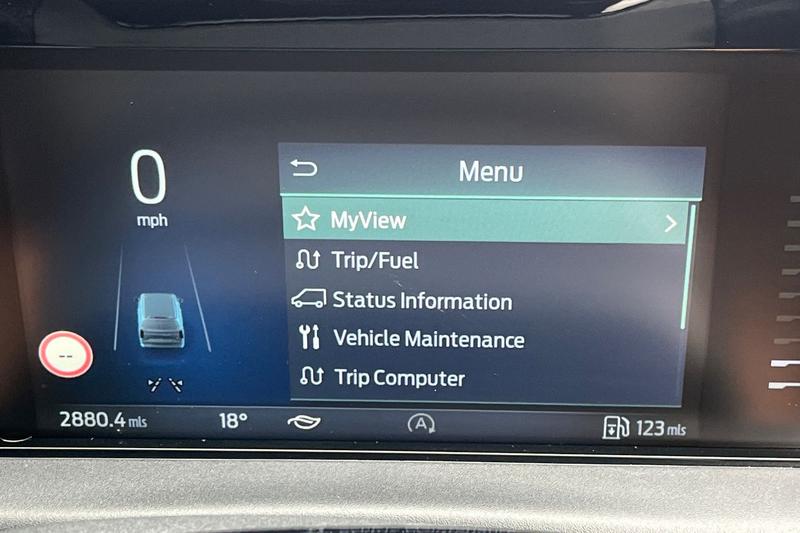 Menu
0
mph
MyView
Trip/Fuel
Status Information
Vehicle Maintenance
Trip Computer
--
2880.4 mls
18°
A
123 mls